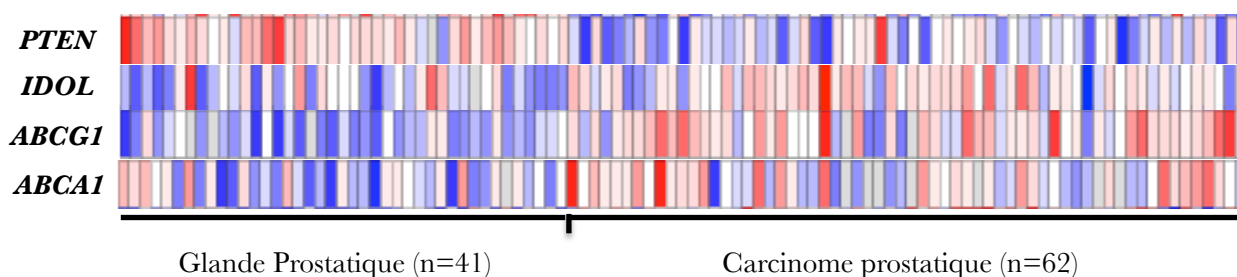 PTEN
IDOL
ABCG1
ABCA1
Glande Prostatique (n=41) Carcinome prostatique (n=62)